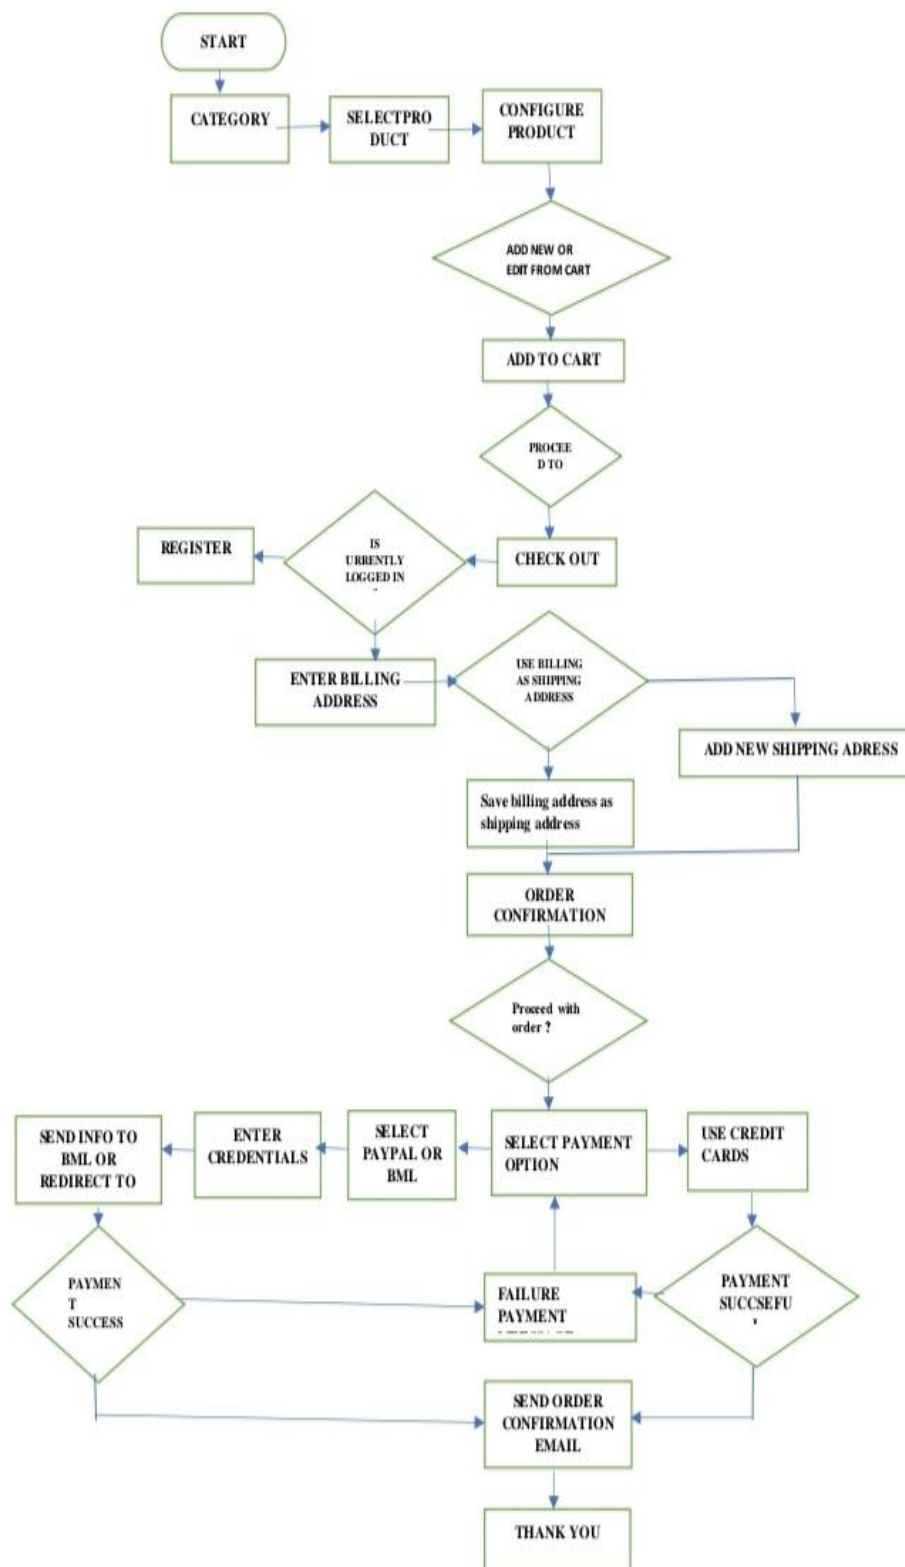 START
CATEGORY
SELECTPRO
DUCT
CONFIGURE
PRODUCT
ADD NEW OR
EDIT FROM CART
ADD TO CART
PROCEE
D TO
CHECK OUT
IS
URRENTLY
LOGGED IN
REGISTER
ENTER BILLING
ADDRESS
USE BILLING
AS SHIPPING
ADDRESS
ADD NEW SHIPPING ADRESS
Save billing address as
shipping address
ORDER
CONFIRMATION
Proceed with
order ?
SELECT PAYMENT
OPTION
SELECT
PAYPAL OR
BML
ENTER
CREDENTIALS
SEND INFO TO
BML OR
REDIRECT TO
USE CREDIT
CARDS
PAYMEN
T
SUCCESS
FAILURE
PAYMENT
PAYMENT
SUCCSEFU
SEND ORDER
CONFIRMATION
EMAIL
THANK YOU